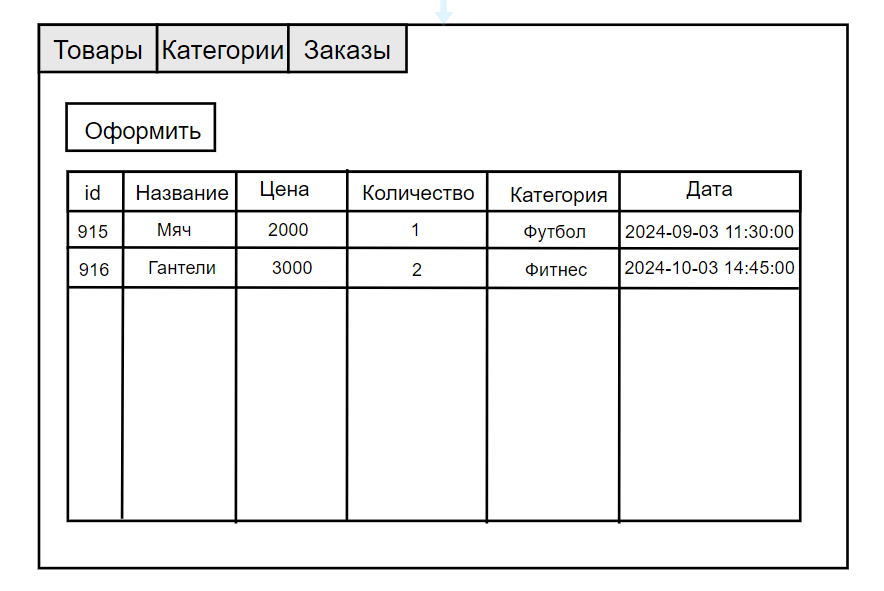 Товары Категории Заказы
Оформить
id Название Цена Количество Категория Дата
915 Мяч 2000 1 Футбол 2024-09-03 11:30:00
916 Гантели 3000 2 Фитнес 2024-10-03 14:45:00